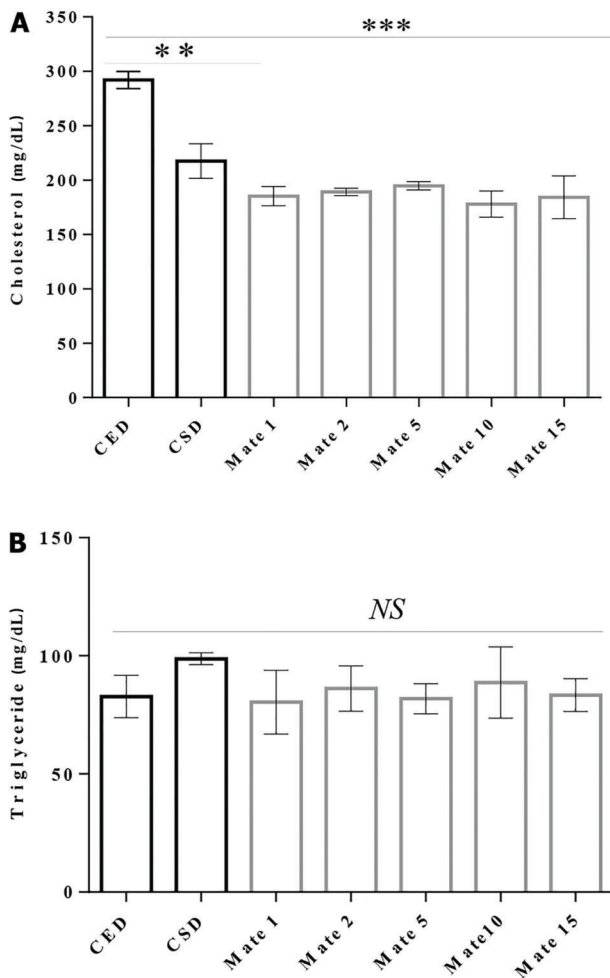 A
Cholesterol (mg/dL)
350
300
250
200
150
100
50
0
***
**
CED
CSD
Mate 1
Mate 2
Mate 5
Mate 10
Mate 15
B
Triglyceride (mg/dL)
150
100
50
0
NS
CED
CSD
Mate 1
Mate 2
Mate 5
Mate10
Mate 15